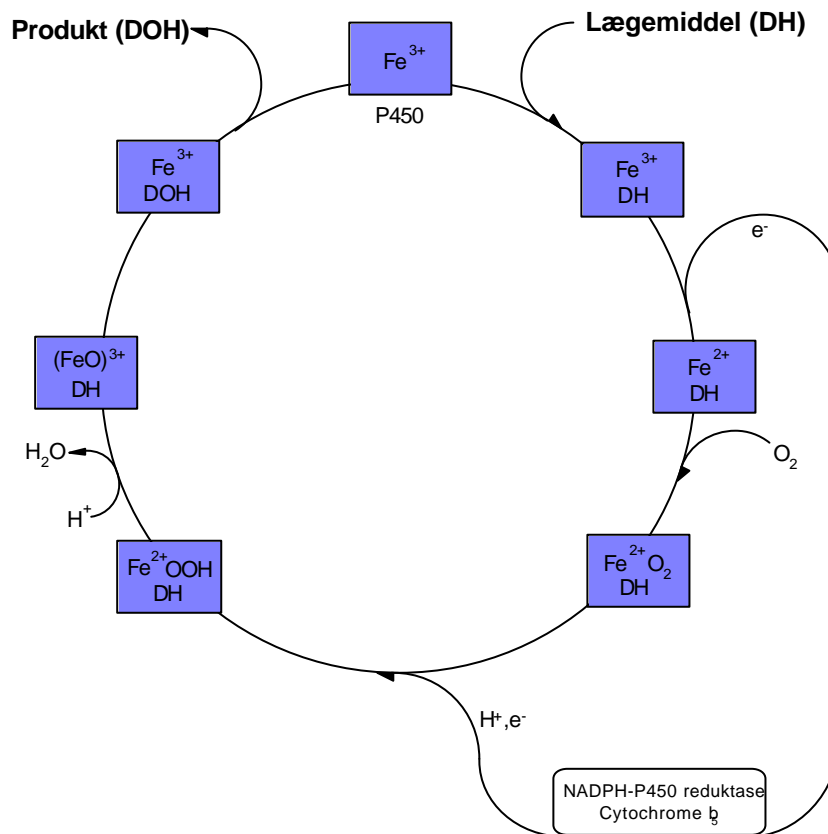 Produkt (DOH)
Lægemiddel (DH)
Fe³⁺
P450
Fe³⁺
DH
e⁻
Fe²⁺
DH
O₂
Fe²⁺O₂
DH
H⁺,e⁻
NADPH-P450 reduktase
Cytochrome b₅
Fe²⁺OOH
DH
H⁺
H₂O
(FeO)³⁺
DH
Fe³⁺
DOH